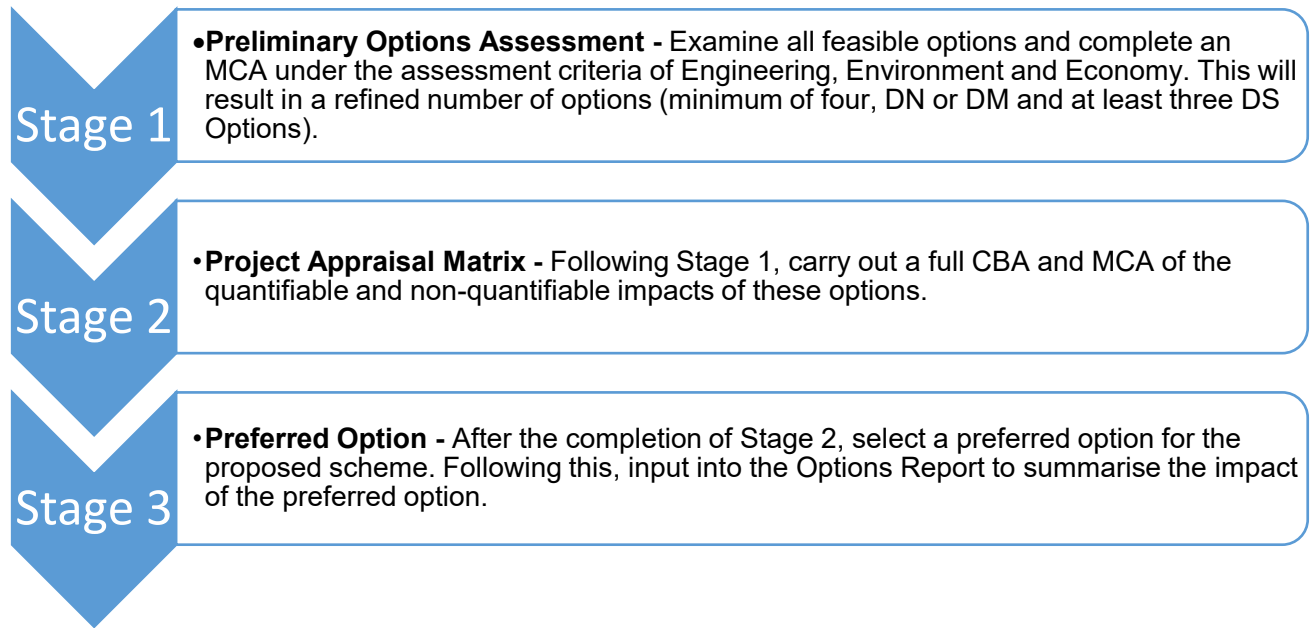 Stage 1
•Preliminary Options Assessment - Examine all feasible options and complete an
MCA under the assessment criteria of Engineering, Environment and Economy. This will
result in a refined number of options (minimum of four, DN or DM and at least three DS
Options).
Stage 2
•Project Appraisal Matrix - Following Stage 1, carry out a full CBA and MCA of the
quantifiable and non-quantifiable impacts of these options.
Stage 3
•Preferred Option - After the completion of Stage 2, select a preferred option for the
proposed scheme. Following this, input into the Options Report to summarise the impact
of the preferred option.